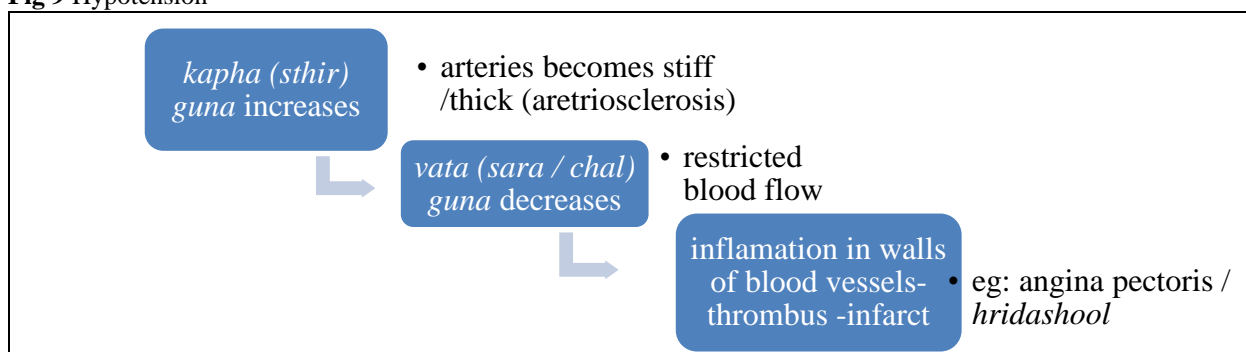 Fig 9 Hypotension
kapha (sthir)
guna increases
• arteries becomes stiff
/thick (aretriosclerosis)
vata (sara / chal)
guna decreases
• restricted
blood flow
inflamation in walls
of blood vessels-
thrombus -infarct
• eg: angina pectoris /
hridashool